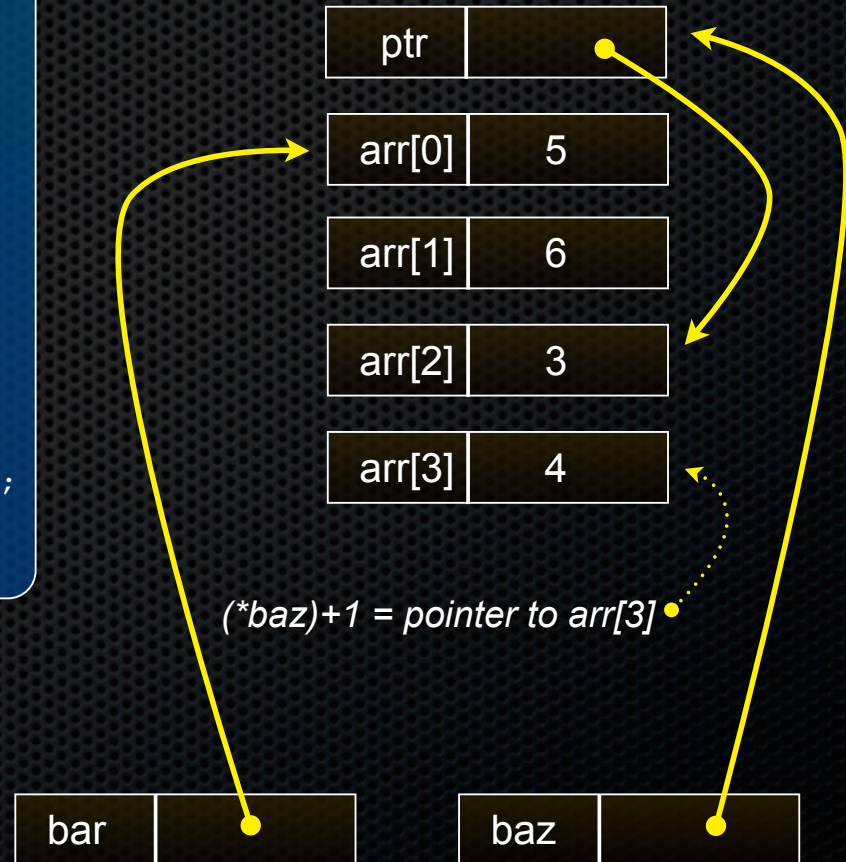 ptr
arr[0] 5
arr[1] 6
arr[2] 3
arr[3] 4
;
(*baz)+1 = pointer to arr[3]
bar
baz